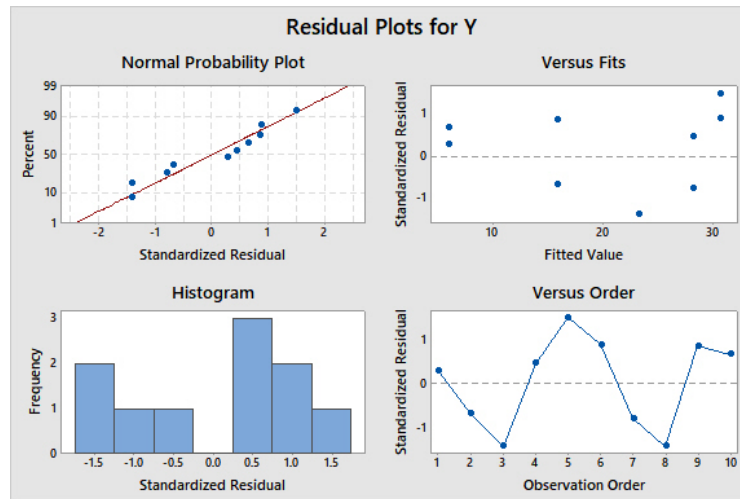 Residual Plots for Y
Normal Probability Plot
Percent
99
90
50
10
1
-2 -1 0 1 2
Standardized Residual
Versus Fits
Standardized Residual
1
0
-1
10 20 30
Fitted Value
Histogram
Frequency
3
2
1
0
-1.5 -1.0 -0.5 0.0 0.5 1.0 1.5
Standardized Residual
Versus Order
Standardized Residual
1
0
-1
1 2 3 4 5 6 7 8 9 10
Observation Order